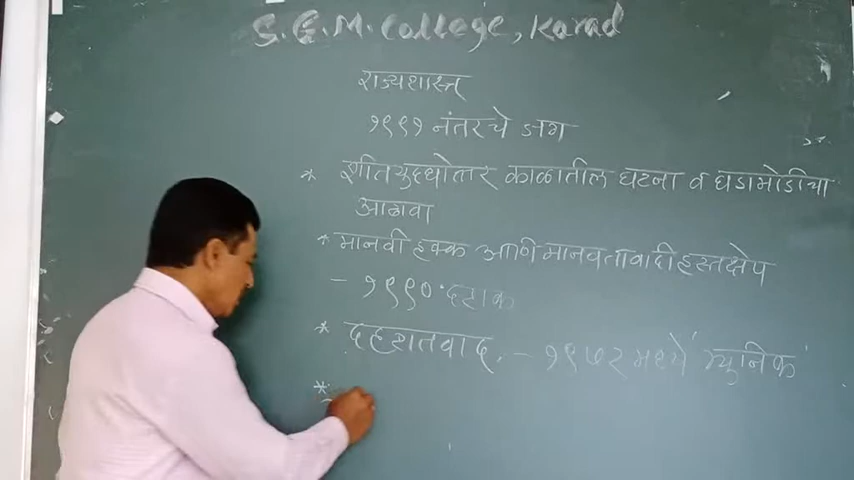 S.G.M. College, Karad
राज्यशास्त्र
१९९१ नंतरचे जग
* शीतयुद्धोत्तर काळातील घटना व घडामोडींचा
आढावा
* मानवी हक्क आणि मानवतावादी हस्तक्षेप
- १९९० दशक
* दहशतवाद - १९७२ मध्ये 'म्युनिक'
*